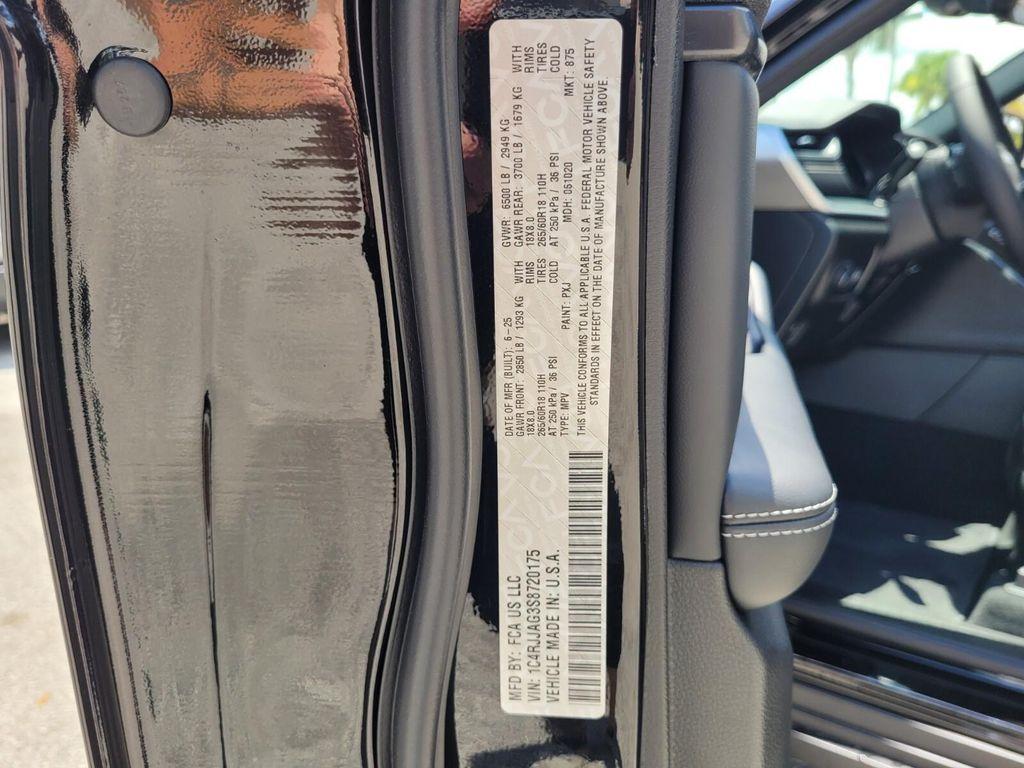 MFD BY: FCA US LLC
DATE OF MFR (BUILT): 6-25
GVWR: 6500 LB / 2949 KG
GAWR FRONT: 2850 LB / 1293 KG
WITH
GAWR REAR: 3700 LB / 1679 KG
WITH
18X8.0
RIMS
18X8.0
RIMS
265/60R18 110H
TIRES
265/60R18 110H
TIRES
AT 250 kPa / 36 PSI
COLD
AT 250 kPa / 36 PSI
COLD
VIN: 1C4RJJAG3S8720175
TYPE: MPV
PAINT: PXJ
MDH: 061020
MKT: 875
VEHICLE MADE IN: U.S.A.
THIS VEHICLE CONFORMS TO ALL APPLICABLE U.S.A. FEDERAL MOTOR VEHICLE SAFETY
STANDARDS IN EFFECT ON THE DATE OF MANUFACTURE SHOWN ABOVE.